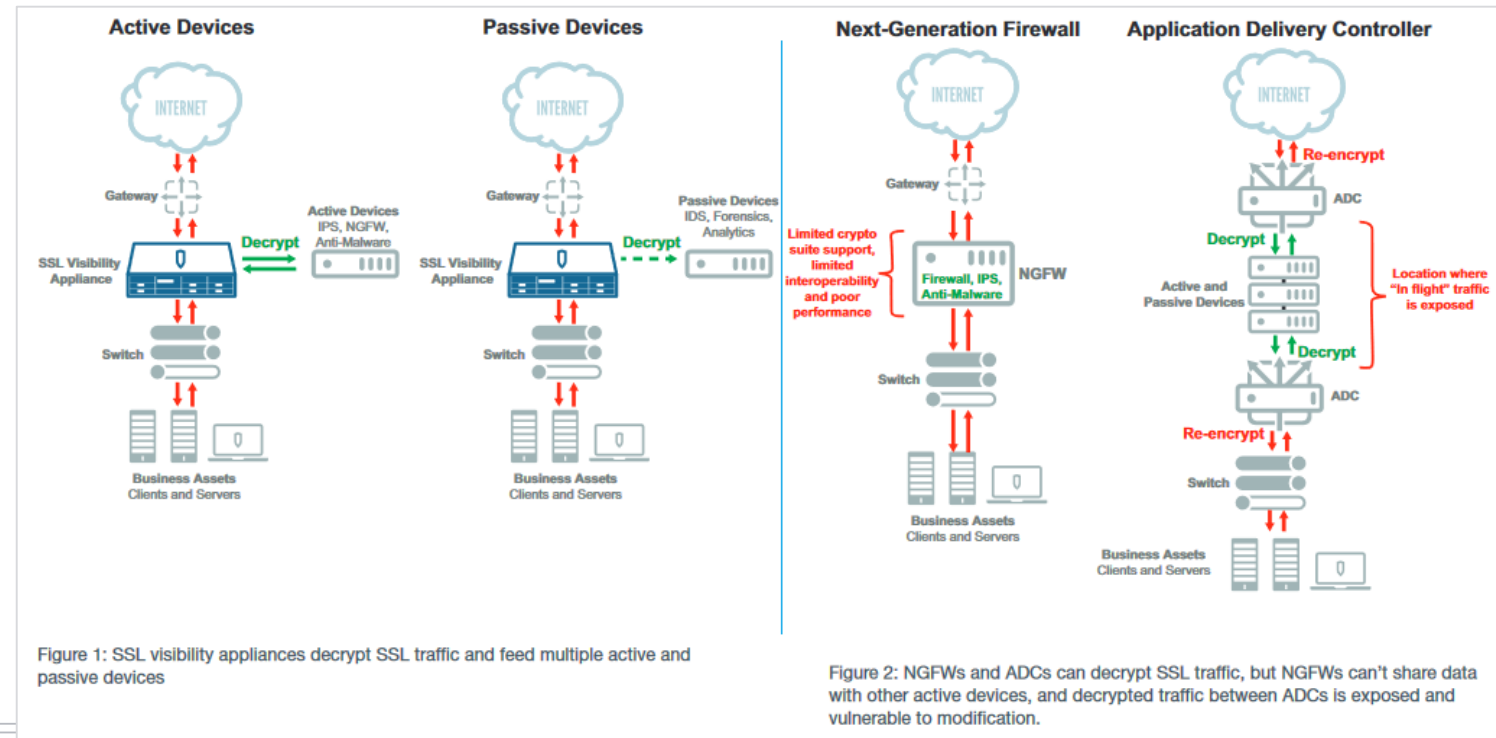 Active Devices
INTERNET
Gateway
Active Devices
IPS, NGFW,
Anti-Malware
Decrypt
SSL Visibility
Appliance
Switch
Business Assets
Clients and Servers
Passive Devices
INTERNET
Gateway
Passive Devices
IDS, Forensics,
Analytics
Decrypt
SSL Visibility
Appliance
Switch
Business Assets
Clients and Servers
Figure 1: SSL visibility appliances decrypt SSL traffic and feed multiple active and
passive devices
Next-Generation Firewall
INTERNET
Gateway
Limited crypto
suite support,
limited
interoperability
and poor
performance
Firewall, IPS,
Anti-Malware
NGFW
Switch
Business Assets
Clients and Servers
Application Delivery Controller
INTERNET
Re-encrypt
ADC
Decrypt
Active and
Passive Devices
Location where
“In flight” traffic
is exposed
Decrypt
ADC
Re-encrypt
Switch
Business Assets
Clients and Servers
Figure 2: NGFWs and ADCs can decrypt SSL traffic, but NGFWs can’t share data
with other active devices, and decrypted traffic between ADCs is exposed and
vulnerable to modification.